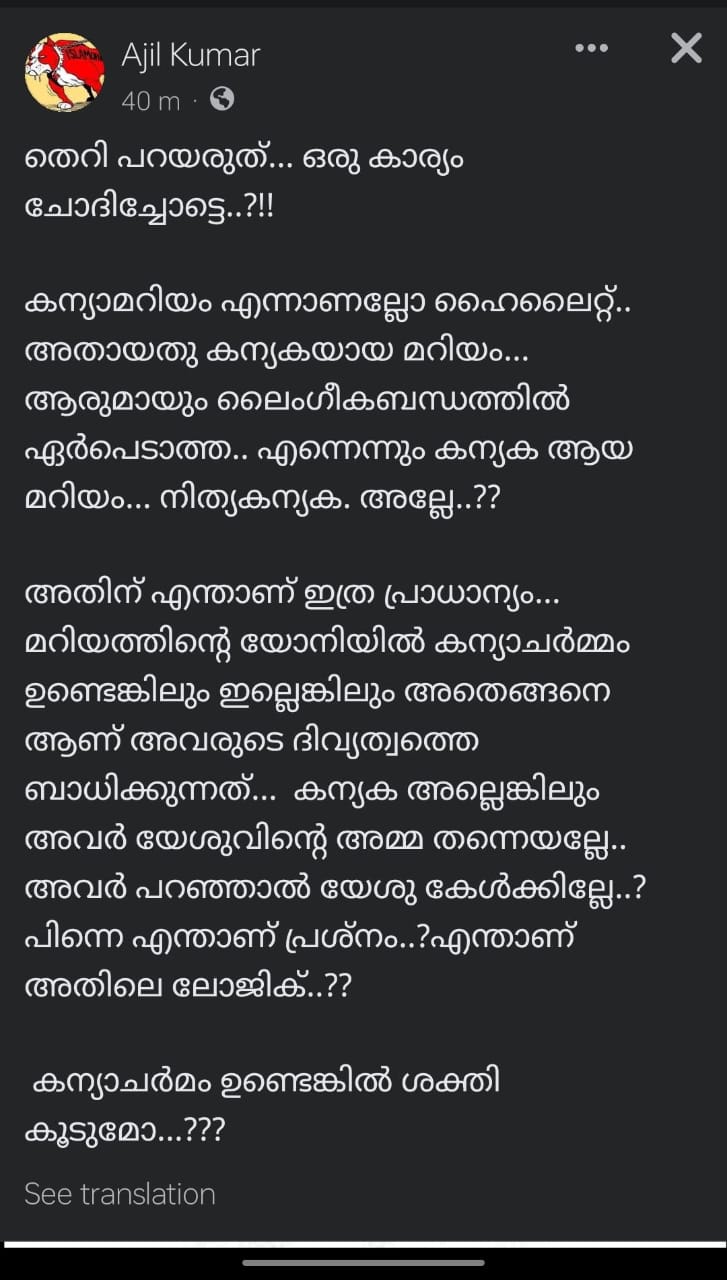 Ajil Kumar
40 m ·
തെറി പറയരുത്... ഒരു കാര്യം
ചോദിച്ചോട്ടെ..?!!
കന്യാമറിയം എന്നാണല്ലോ ഹൈലൈറ്റ്..
അതായതു കന്യകയായ മറിയം...
ആരുമായും ലൈംഗീകബന്ധത്തിൽ
ഏർപെടാത്ത.. എന്നെന്നും കന്യക ആയ
മറിയം... നിത്യകന്യക. അല്ലേ..??
അതിന് എന്താണ് ഇത്ര പ്രാധാന്യം...
മറിയത്തിന്റെ യോനിയിൽ കന്യാചർമ്മം
ഉണ്ടെങ്കിലും ഇല്ലെങ്കിലും അതെങ്ങനെ
ആണ് അവരുടെ ദിവ്യത്വത്തെ
ബാധിക്കുന്നത്... കന്യക അല്ലെങ്കിലും
അവർ യേശുവിന്റെ അമ്മ തന്നെയല്ലേ..
അവർ പറഞ്ഞാൽ യേശു കേൾക്കില്ലേ..?
പിന്നെ എന്താണ് പ്രശ്നം..?എന്താണ്
അതിലെ ലോജിക്..??
കന്യാചർമം ഉണ്ടെങ്കിൽ ശക്തി
കൂടുമോ...???
See translation